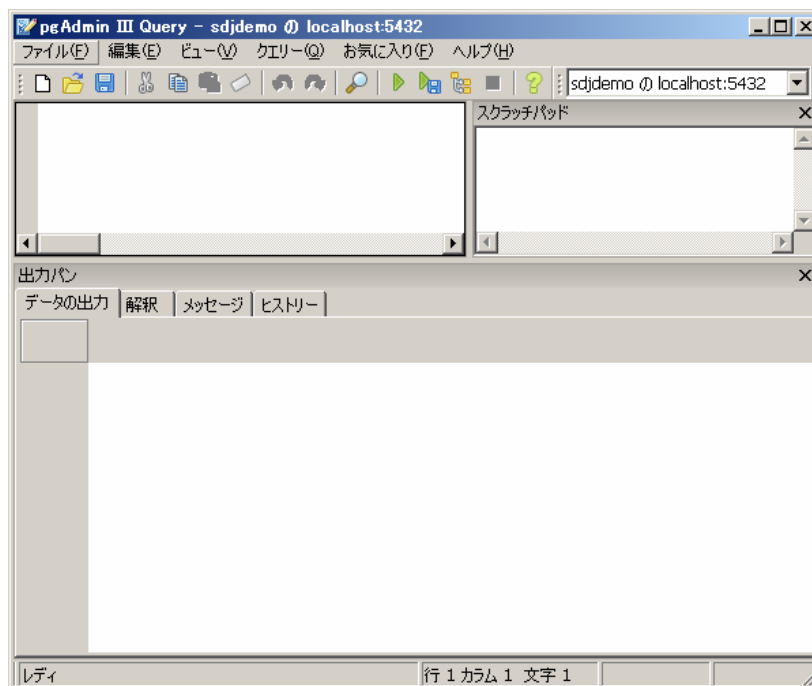 pgAdmin III Query - sdjdemo の localhost:5432
ファイル(F) 編集(E) ビュー(V) クエリー(Q) お気に入り(F) ヘルプ(H)
sdjdemo の localhost:5432
スクラッチパッド
出力パン
データの出力 解釈 メッセージ ヒストリー
レディ 行 1 カラム 1 文字 1